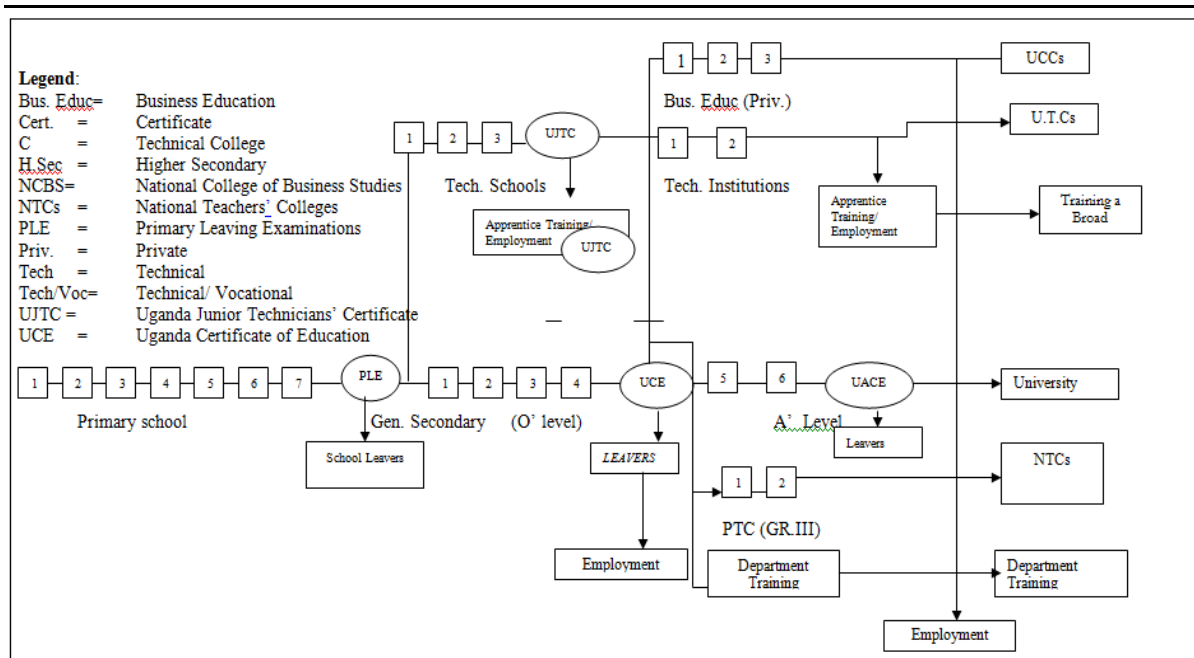 Legend:
Bus. Educ= Business Education
Cert. = Certificate
C = Technical College
H.Sec = Higher Secondary
NCBS= National College of Business Studies
NTCs = National Teachers' Colleges
PLE = Primary Leaving Examinations
Priv. = Private
Tech = Technical
Tech/Voc= Technical/ Vocational
UJTC = Uganda Junior Technicians' Certificate
UCE = Uganda Certificate of Education
1 2 3 UCCs
Bus. Educ (Priv.)
1 2 3 UJTC
Tech. Schools
Apprentice Training/
Employment
UJTC
1 2 U.T.Cs
Tech. Institutions
Apprentice
Training/
Employment
Training a
Broad
1 2 3 4 5 6 7 PLE 1 2 3 4 UCE 5 6 UACE University
Primary school
Gen. Secondary (O' level)
A' Level
School Leavers
LEAVERS
Leavers
Employment
1 2 NTCs
PTC (GR.III)
Department
Training
Department
Training
Employment